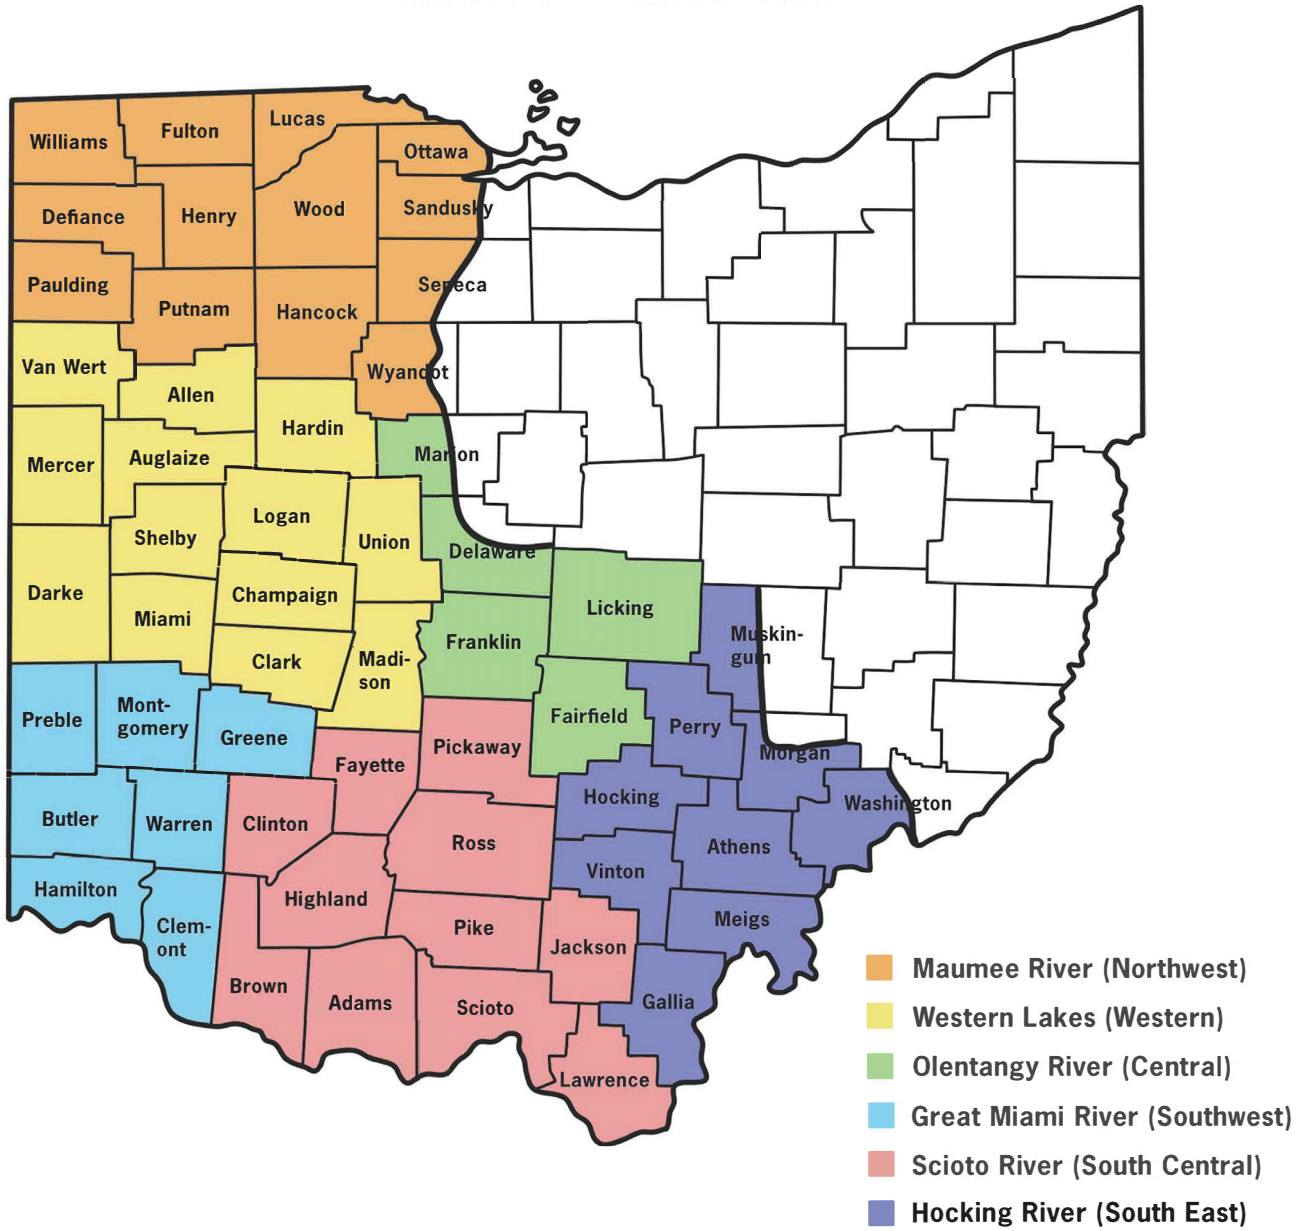 Williams
Fulton
Lucas
Ottawa
Defiance
Henry
Wood
Sandusky
Paulding
Putnam
Hancock
Seneca
Van Wert
Allen
Wyandot
Mercer
Auglaize
Hardin
Marion
Shelby
Logan
Union
Delaware
Darke
Miami
Champaign
Licking
Clark
Madi-
son
Franklin
Muskin-
gum
Preble
Mont-
gomery
Greene
Fairfield
Perry
Morgan
Fayette
Pickaway
Hocking
Washington
Butler
Warren
Clinton
Ross
Athens
Vinton
Hamilton
Clem-
ont
Highland
Pike
Jackson
Meigs
Brown
Adams
Scioto
Gallia
Lawrence
Maumee River (Northwest)
Western Lakes (Western)
Olentangy River (Central)
Great Miami River (Southwest)
Scioto River (South Central)
Hocking River (South East)